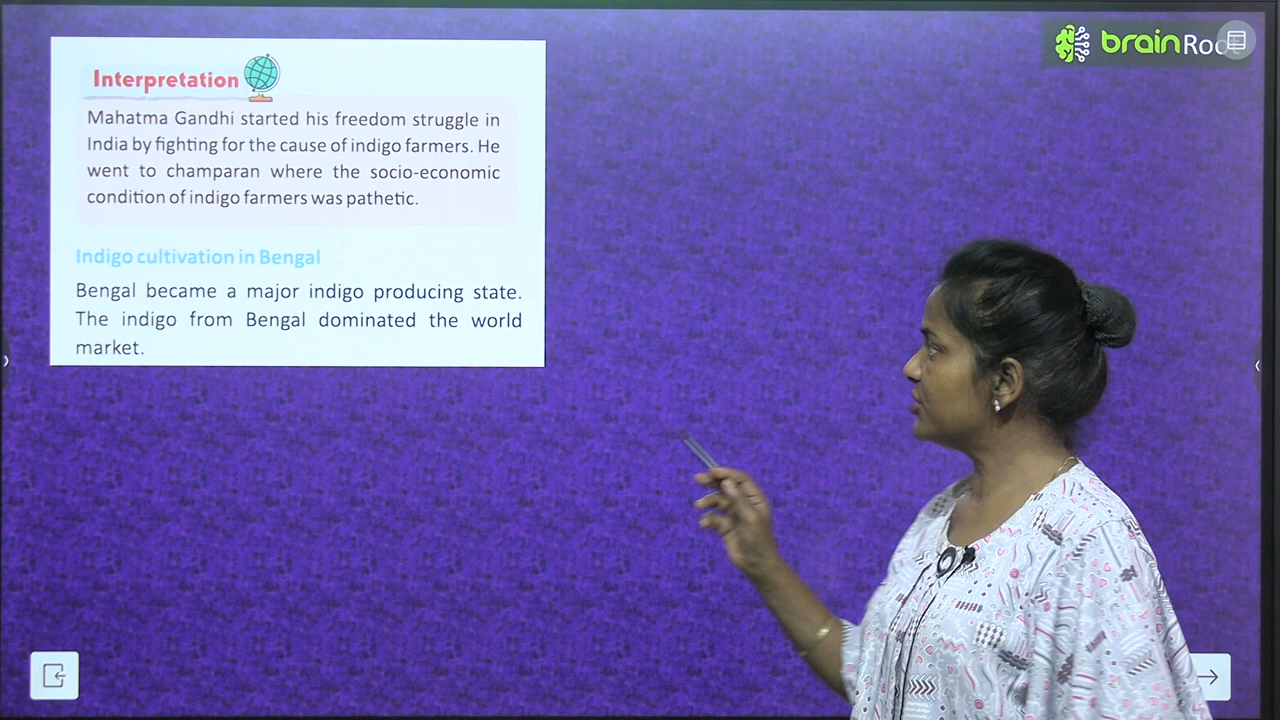 brainRoot
Interpretation
Mahatma Gandhi started his freedom struggle in
India by fighting for the cause of indigo farmers. He
went to champaran where the socio-economic
condition of indigo farmers was pathetic.
Indigo cultivation in Bengal
Bengal became a major indigo producing state.
The indigo from Bengal dominated the world
market.